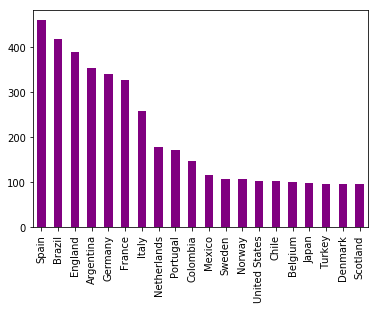 400
300
200
100
0
Spain
Brazil
England
Argentina
Germany
France
Italy
Netherlands
Portugal
Colombia
Mexico
Sweden
Norway
United States
Chile
Belgium
Japan
Turkey
Denmark
Scotland